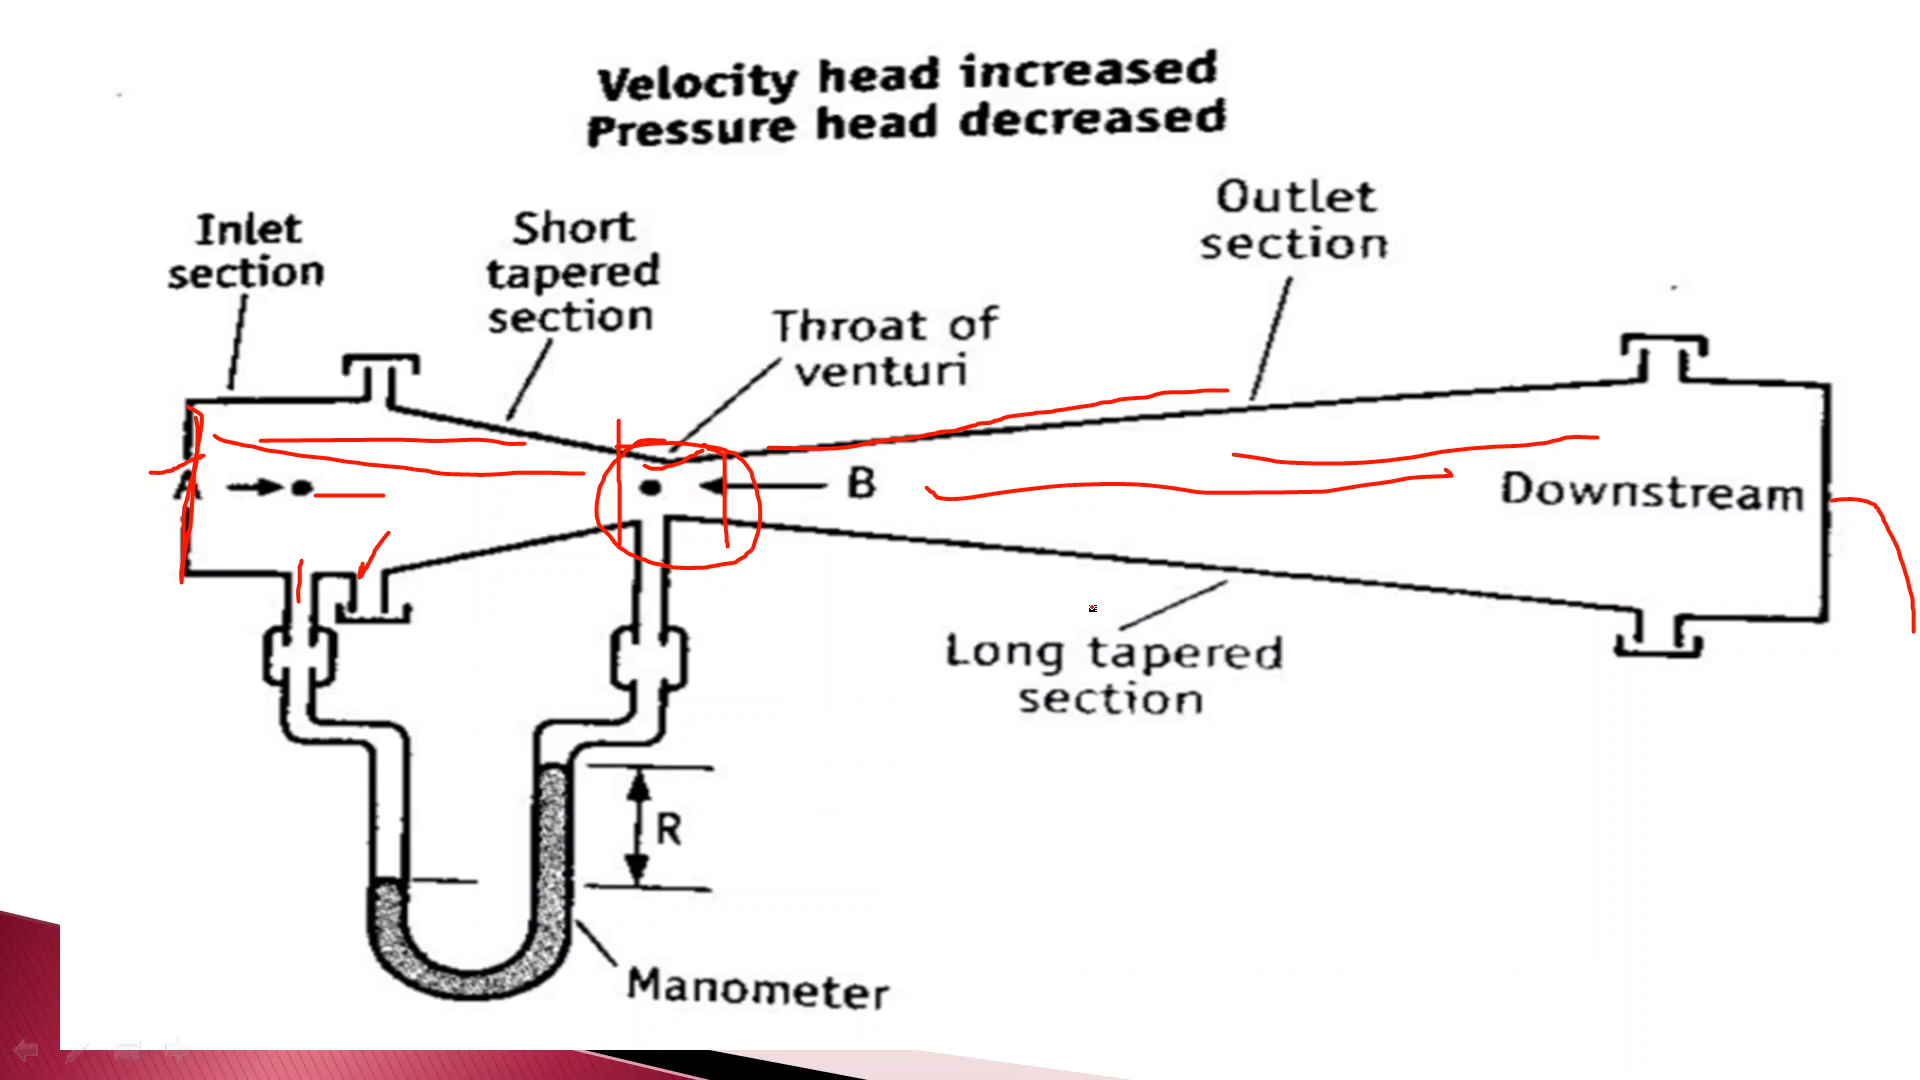 Velocity head increased
Pressure head decreased
Inlet
section
Short
tapered
section
Throat of
venturi
Outlet
section
A
B
Downstream
Long tapered
section
R
Manometer